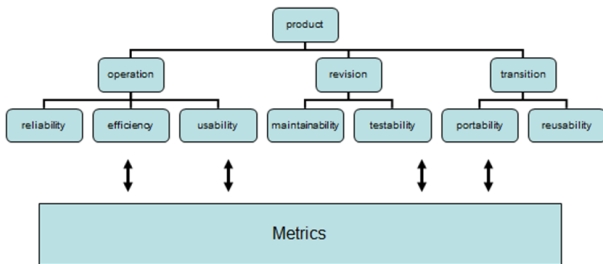 product
operation
revision
transition
reliability
efficiency
usability
maintainability
testability
portability
reusability
Metrics